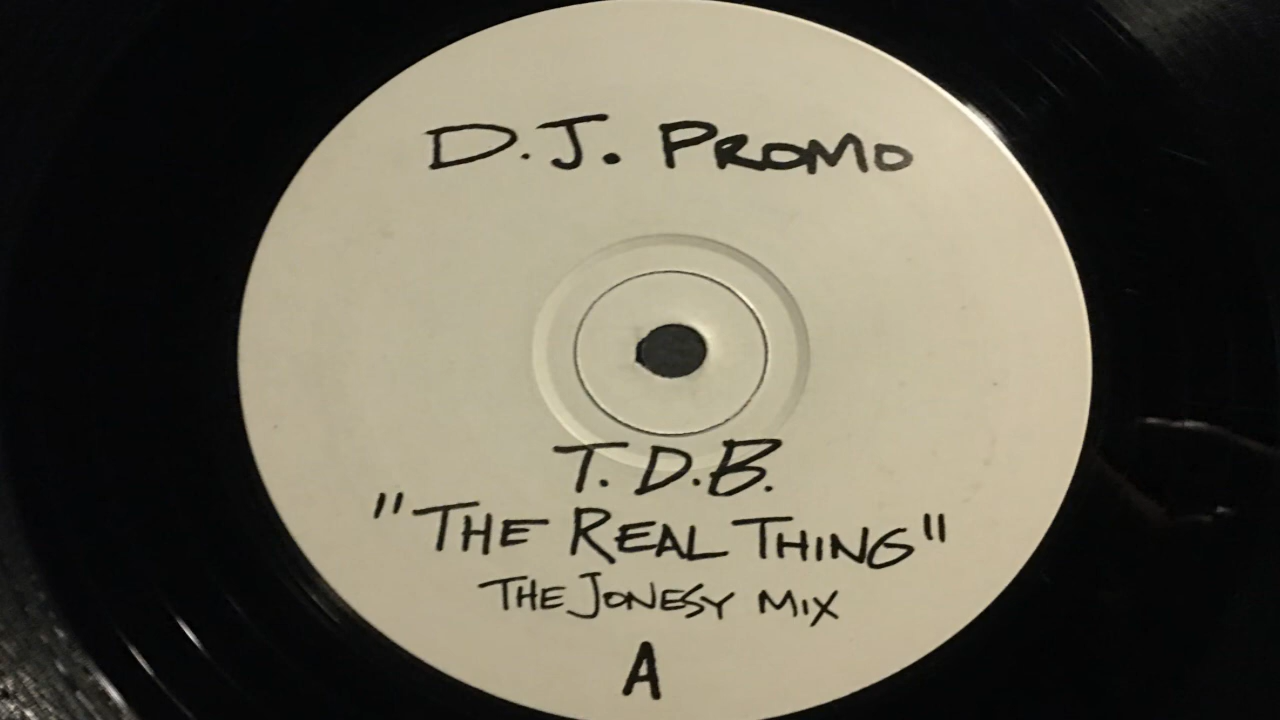 D.J. PROMO
T.D.B.
"THE REAL THING"
THE JONESY MIX
A